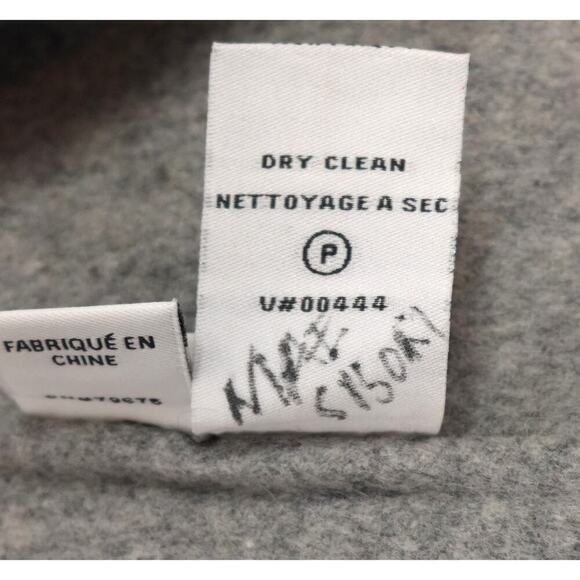 DRY CLEAN
NETTOYAGE A SEC
P
V#00444
FABRIQUÉ EN
CHINE